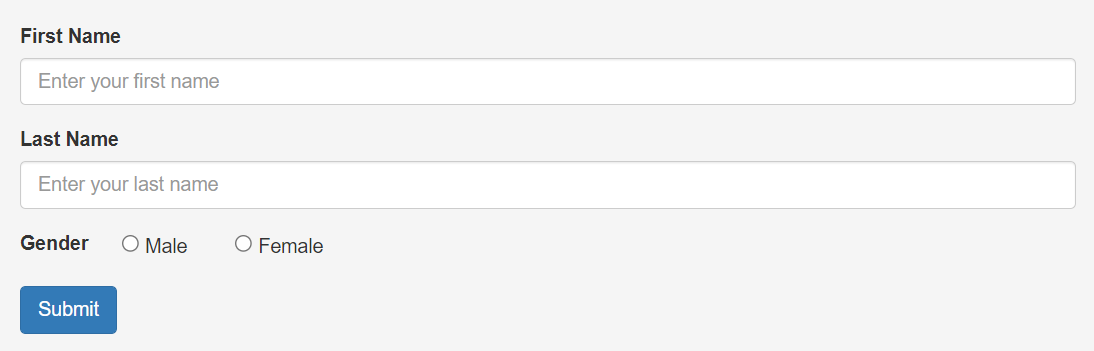 First Name
Enter your first name
Last Name
Enter your last name
Gender Male Female
Submit